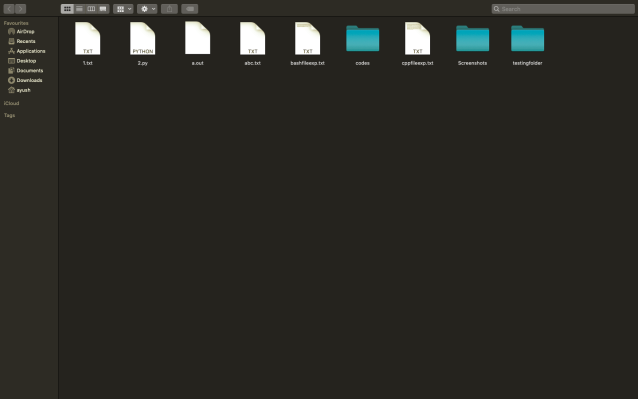 Search
Favourites
AirDrop
Recents
Applications
Desktop
Documents
Downloads
ayush
iCloud
Tags
TXT
PYTHON
TXT
TXT
TXT
1.txt
2.py
a.out
abc.txt
bashfileexp.txt
codes
cppfileexp.txt
Screenshots
testingfolder